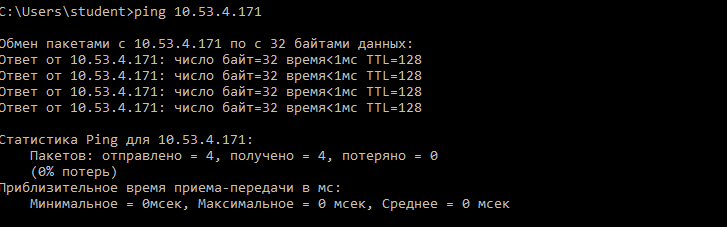 C:\Users\student>ping 10.53.4.171
Обмен пакетами с 10.53.4.171 по с 32 байтами данных:
Ответ от 10.53.4.171: число байт=32 время<1мс TTL=128
Ответ от 10.53.4.171: число байт=32 время<1мс TTL=128
Ответ от 10.53.4.171: число байт=32 время<1мс TTL=128
Ответ от 10.53.4.171: число байт=32 время<1мс TTL=128
Статистика Ping для 10.53.4.171:
Пакетов: отправлено = 4, получено = 4, потеряно = 0
(0% потерь)
Приблизительное время приема-передачи в мс:
Минимальное = 0мсек, Максимальное = 0 мсек, Среднее = 0 мсек